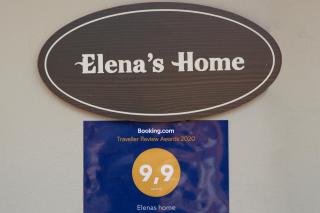 Elena's Home
Booking.com
Traveller Review Awards 2020
9,9
Elenas home